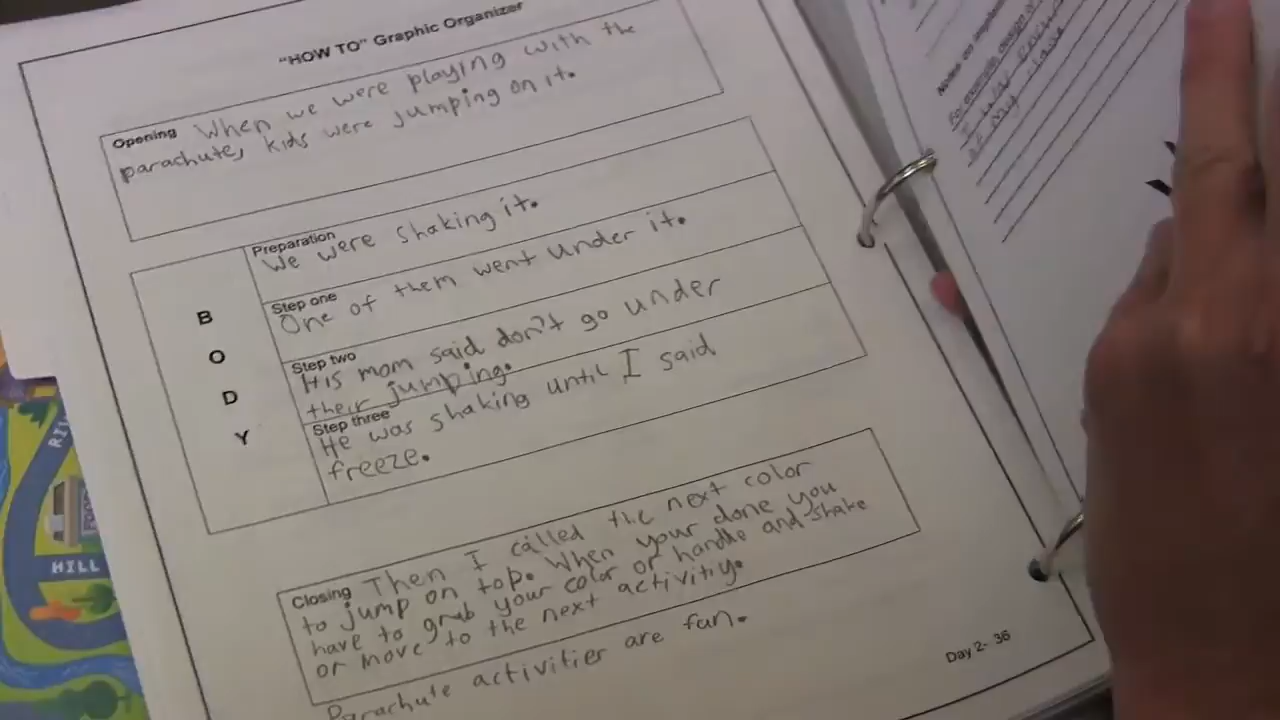 "HOW TO" Graphic Organizer
Opening When we were playing with the
parachute, kids were jumping on it.
B
O
D
Y
Preparation
We were shaking it.
Step one
One of them went under it.
Step two
His mom said don't go under
their jumping.
Step three
He was shaking until I said
freeze.
Closing Then I called the next color
to jump on top. When your done you
have to grab your color or handle and shake
or move to the next activitiy.
Parachute activities are fun.
Day 2- 36
HILL